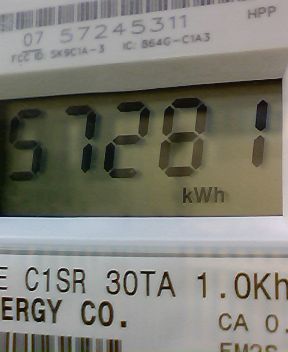 07 57245311
HPP
FCC ID: SK9C1A-3 IC: 864G-C1A3
57281
kWh
E C1SR 30TA 1.0Kh
ERGY CO.
CA 0.
EM2S